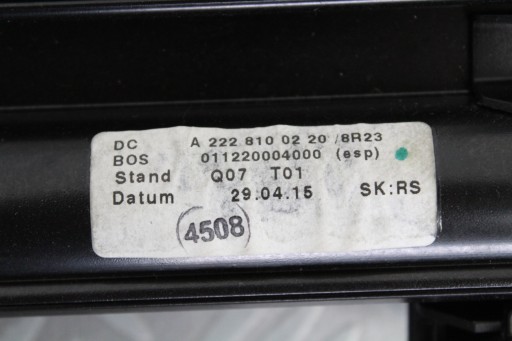 DC A 222 810 02 20 /8R23
BOS 011220004000 (esp)
Stand Q07 T01
Datum 29.04.15 SK:RS
4508